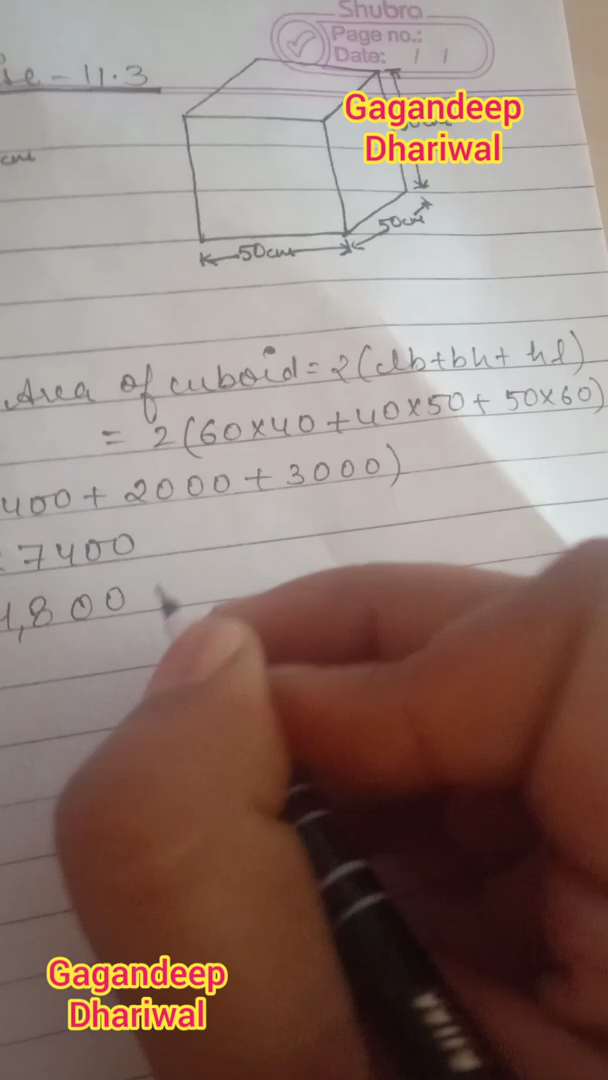 Shubra
Page no.:
Date: / /
11.3
Gagandeep
Dhariwal
cm
50cm
50cm
Area of cuboid = 2(lb+bh+hl)
= 2(60×40+40×50+50×60)
400+2000+3000)
7400
1,800
Gagandeep
Dhariwal